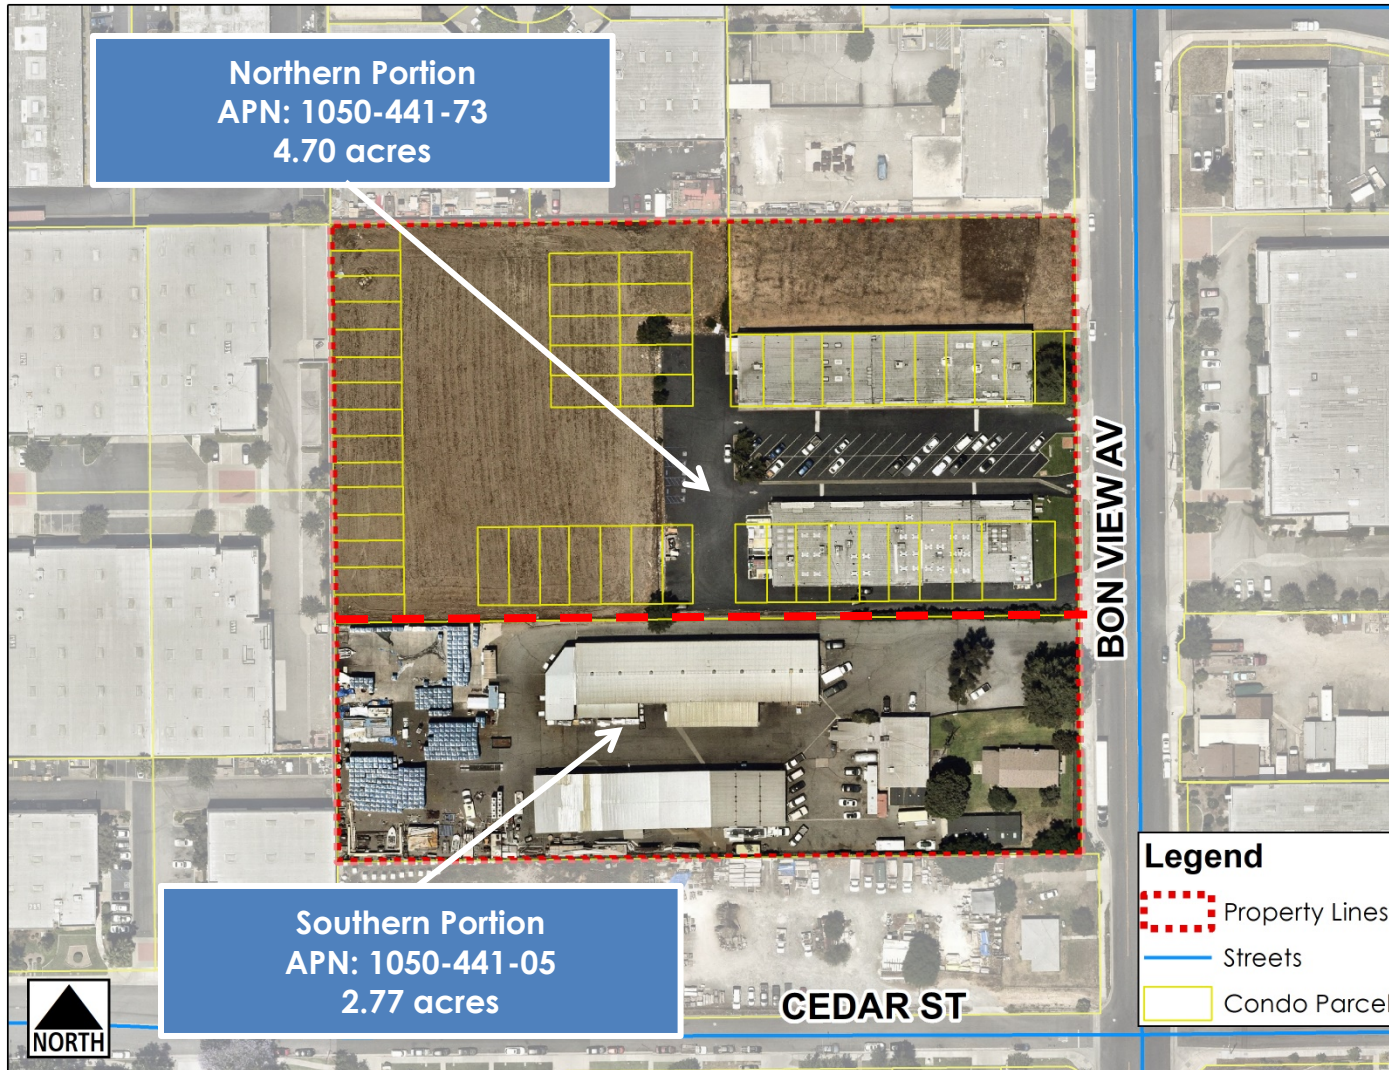 Northern Portion
APN: 1050-441-73
4.70 acres
BON VIEW AV
Southern Portion
APN: 1050-441-05
2.77 acres
CEDAR ST
NORTH
Legend
Property Lines
Streets
Condo Parcel